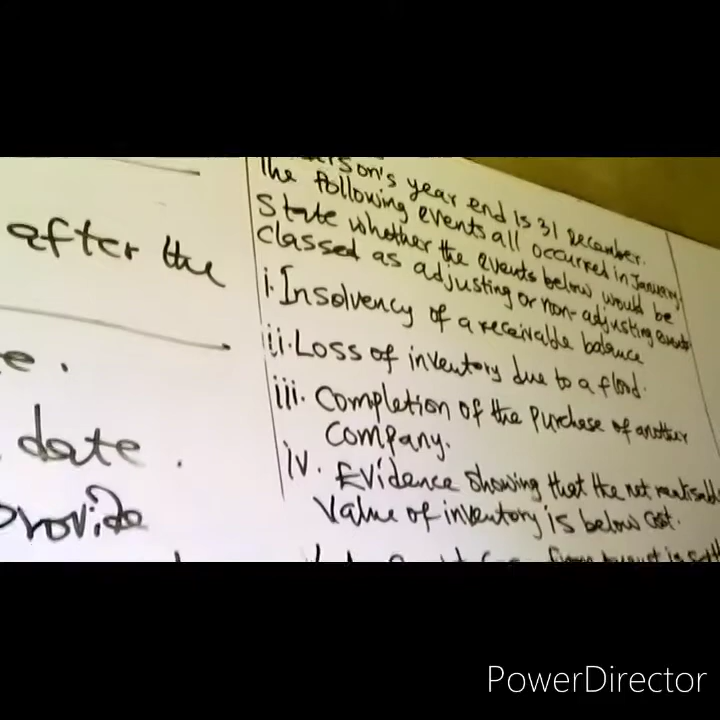 after the
e.
date.
provide
son's year end is 31 December.
The following events all occurred in January
State whether the events below would be
classed as adjusting or non-adjusting events
i. Insolvency of a receivable balance
ii. Loss of inventory due to a flood.
iii. Completion of the purchase of another
Company.
iv. Evidence showing that the net realisable
Value of inventory is below cost.
PowerDirector